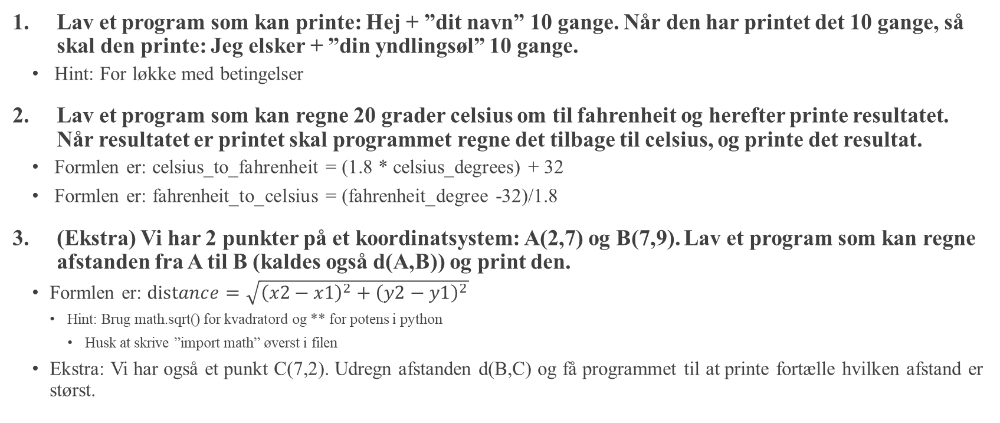 1. Lav et program som kan printe: Hej + ”dit navn” 10 gange. Når den har printet det 10 gange, så
skal den printe: Jeg elsker + ”din yndlingsøl” 10 gange.
• Hint: For løkke med betingelser
2. Lav et program som kan regne 20 grader celsius om til fahrenheit og herefter printe resultatet.
Når resultatet er printet skal programmet regne det tilbage til celsius, og printe det resultat.
• Formlen er: celsius_to_fahrenheit = (1.8 * celsius_degrees) + 32
• Formlen er: fahrenheit_to_celsius = (fahrenheit_degree -32)/1.8
3. (Ekstra) Vi har 2 punkter på et koordinatsystem: A(2,7) og B(7,9). Lav et program som kan regne
afstanden fra A til B (kaldes også d(A,B)) og print den.
• Formlen er: distance = √(x2 − x1)² + (y2 − y1)²
• Hint: Brug math.sqrt() for kvadratord og ** for potens i python
• Husk at skrive ”import math” øverst i filen
• Ekstra: Vi har også et punkt C(7,2). Udregn afstanden d(B,C) og få programmet til at printe fortælle hvilken afstand er
størst.